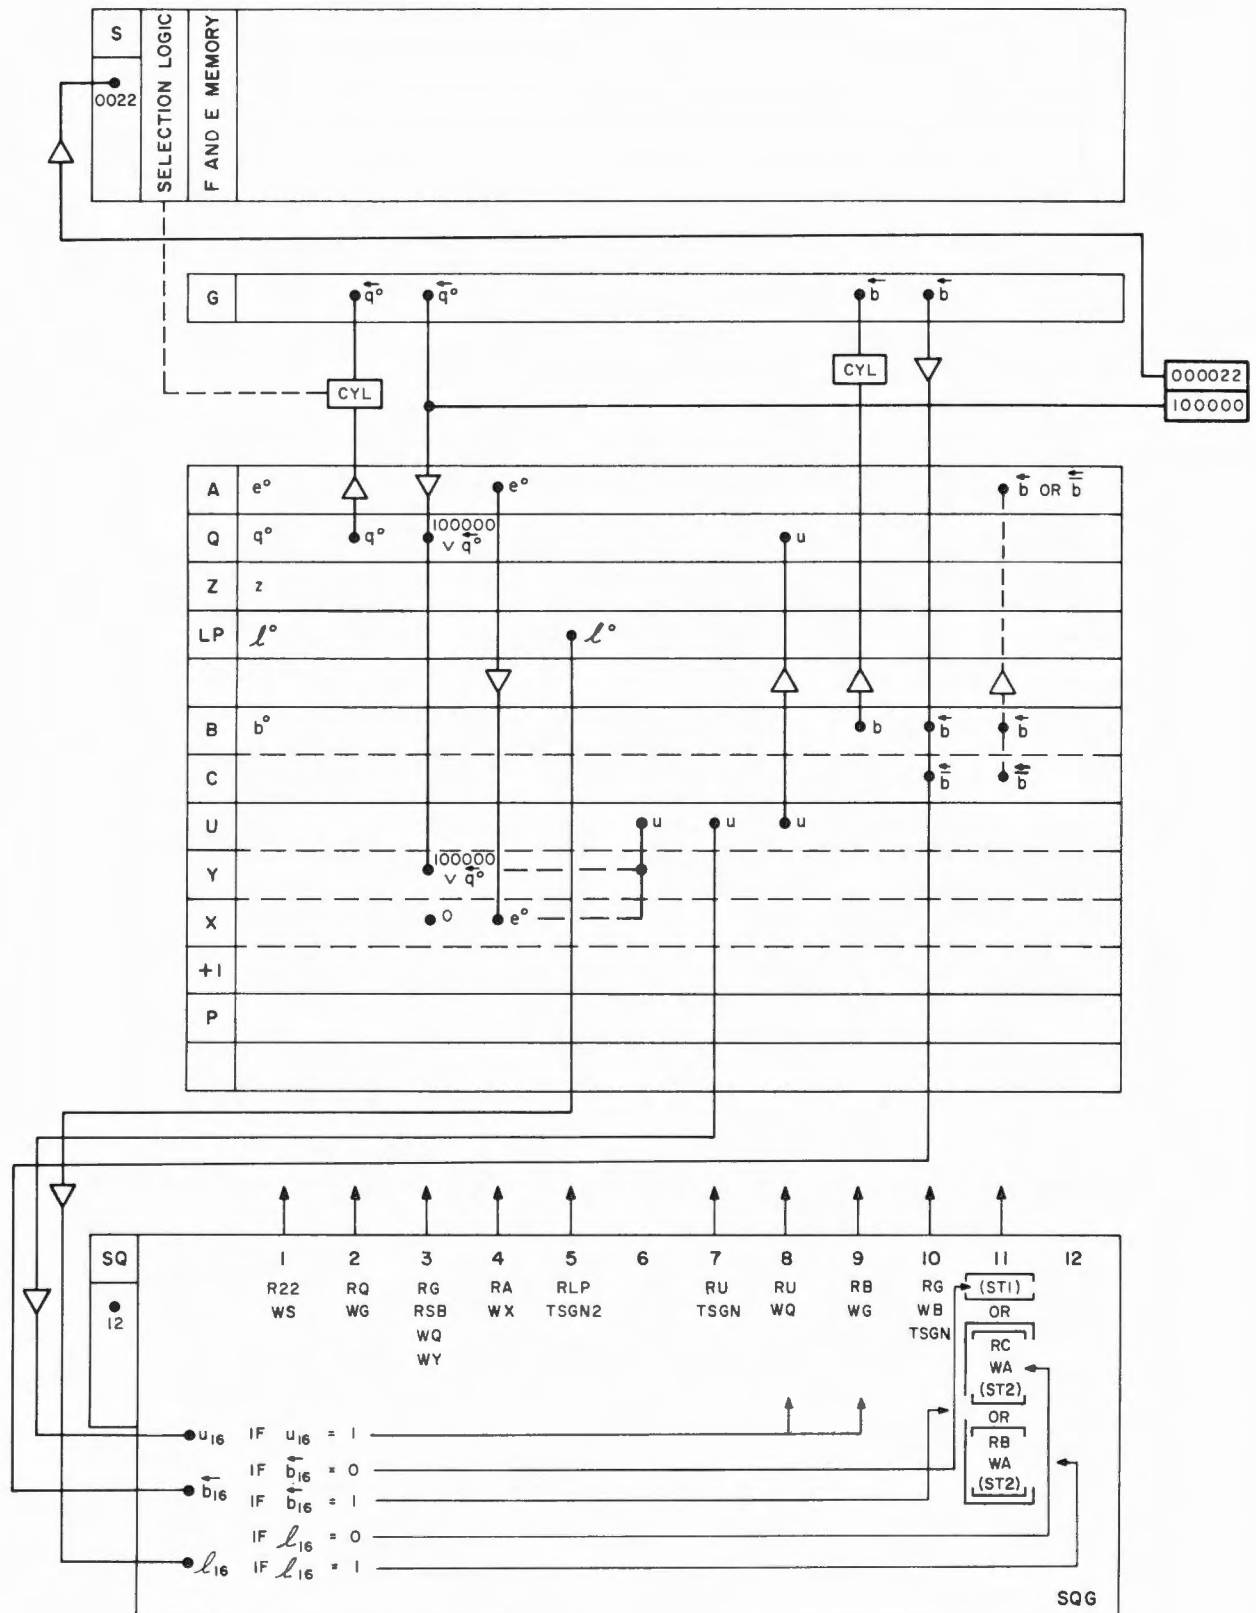 S
SELECTION LOGIC
F AND E MEMORY
0022
G
q° q° b b
CYL
CYL
000022
100000
A e° e° b OR b̅
Q q° q° 100000 ∨ q° u
Z z
LP ℓ° ℓ°
B b° b b b
C b̅ b̅
U u u u
Y 100000 ∨ q°
X 0 e°
+1
P
SQ 1 2 3 4 5 6 7 8 9 10 11 12
12
R22 RQ RG RA RLP RU RU RB RG (ST1)
WS WG RSB WX TSGN2 TSGN WQ WG WB OR
WQ TSGN RC
WY WA
(ST2)
OR
RB
WA
(ST2)
u16 IF u16 = 1
IF b16 = 0
b16 IF b16 = 1
IF ℓ16 = 0
ℓ16 IF ℓ16 = 1
SQG